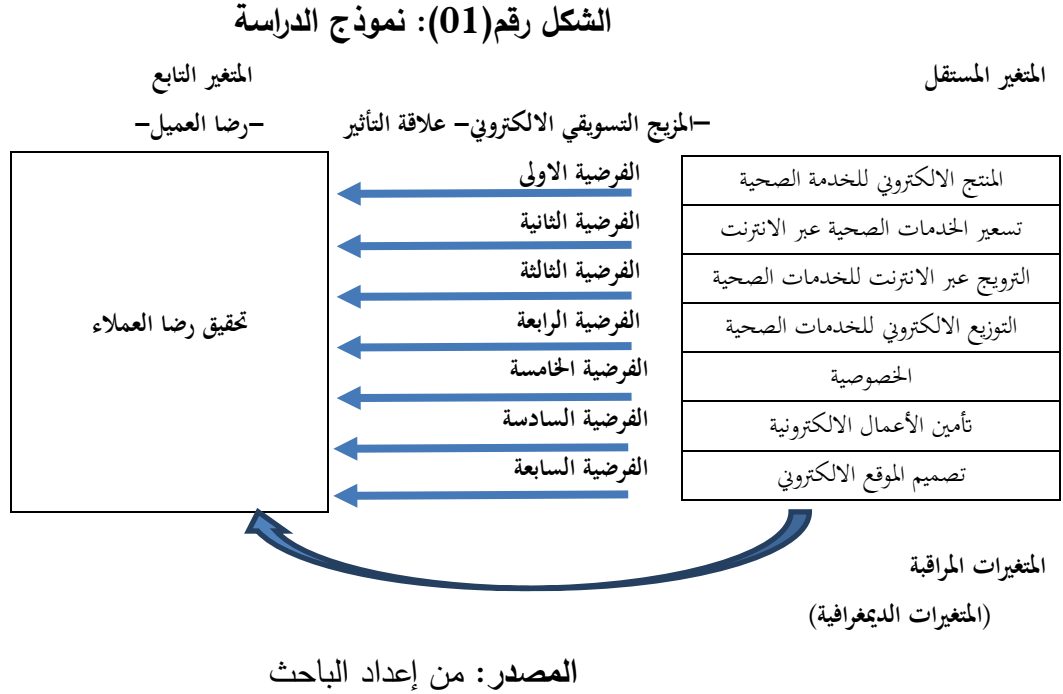 الشكل رقم(01): نموذج الدراسة
المتغير المستقل
المتغير التابع
–المزيج التسويقي الالكتروني– علاقة التأثير
–رضا العميل–
المنتج الالكتروني للخدمة الصحية
الفرضية الاولى
تسعير الخدمات الصحية عبر الانترنت
الفرضية الثانية
الترويج عبر الانترنت للخدمات الصحية
الفرضية الثالثة
التوزيع الالكتروني للخدمات الصحية
الفرضية الرابعة
الخصوصية
الفرضية الخامسة
تأمين الأعمال الالكترونية
الفرضية السادسة
تصميم الموقع الالكتروني
الفرضية السابعة
تحقيق رضا العملاء
المتغيرات المراقبة
(المتغيرات الديمغرافية)
المصدر: من إعداد الباحث